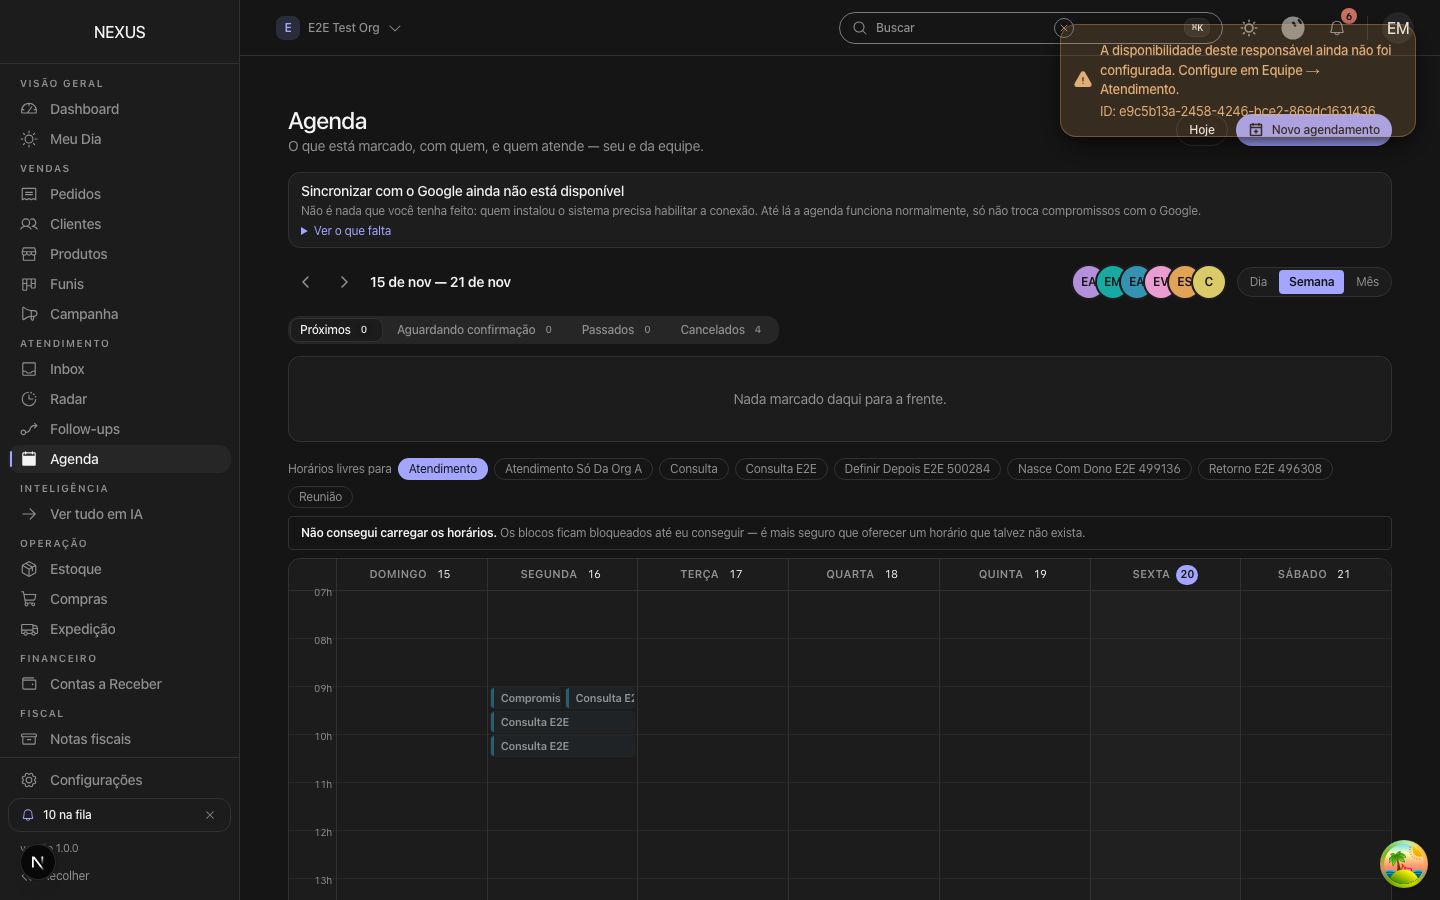 NEXUS
E
E2E Test Org
Buscar
⌘K
6
EM
A disponibilidade deste responsável ainda não foi
configurada. Configure em Equipe →
Atendimento.
ID: e9c5b13a-2458-4246-bce2-869dc1631436
VISÃO GERAL
Dashboard
Meu Dia
VENDAS
Pedidos
Clientes
Produtos
Funis
Campanha
ATENDIMENTO
Inbox
Radar
Follow-ups
Agenda
INTELIGÊNCIA
Ver tudo em IA
OPERAÇÃO
Estoque
Compras
Expedição
FINANCEIRO
Contas a Receber
FISCAL
Notas fiscais
Configurações
10 na fila
1.0.0
N
Agenda
O que está marcado, com quem, e quem atende — seu e da equipe.
Hoje
Novo agendamento
Sincronizar com o Google ainda não está disponível
Não é nada que você tenha feito: quem instalou o sistema precisa habilitar a conexão. Até lá a agenda funciona normalmente, só não troca compromissos com o Google.
Ver o que falta
15 de nov — 21 de nov
EA EM EA EV ES C
Dia Semana Mês
Próximos 0 Aguardando confirmação 0 Passados 0 Cancelados 4
Nada marcado daqui para a frente.
Horários livres para Atendimento Atendimento Só Da Org A Consulta Consulta E2E Definir Depois E2E 500284 Nasce Com Dono E2E 499136 Retorno E2E 496308
Reunião
Não consegui carregar os horários. Os blocos ficam bloqueados até eu conseguir — é mais seguro que oferecer um horário que talvez não exista.
DOMINGO 15 SEGUNDA 16 TERÇA 17 QUARTA 18 QUINTA 19 SEXTA 20 SÁBADO 21
07h
08h
09h
Compromis Consulta E2
Consulta E2E
10h
Consulta E2E
11h
12h
13h